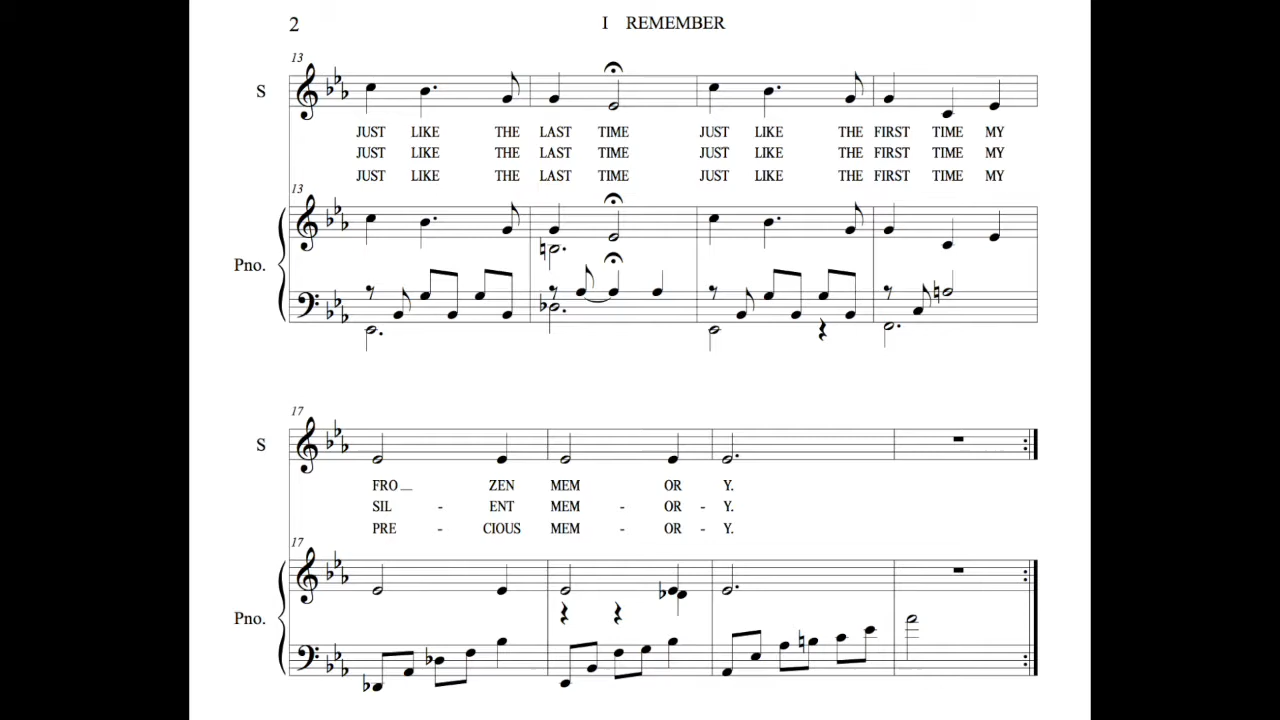 2 I REMEMBER
13
S
JUST LIKE THE LAST TIME JUST LIKE THE FIRST TIME MY
JUST LIKE THE LAST TIME JUST LIKE THE FIRST TIME MY
JUST LIKE THE LAST TIME JUST LIKE THE FIRST TIME MY
13
Pno.
17
S
FRO__ ZEN MEM OR Y.
SIL - ENT MEM - OR - Y.
PRE - CIOUS MEM - OR - Y.
17
Pno.